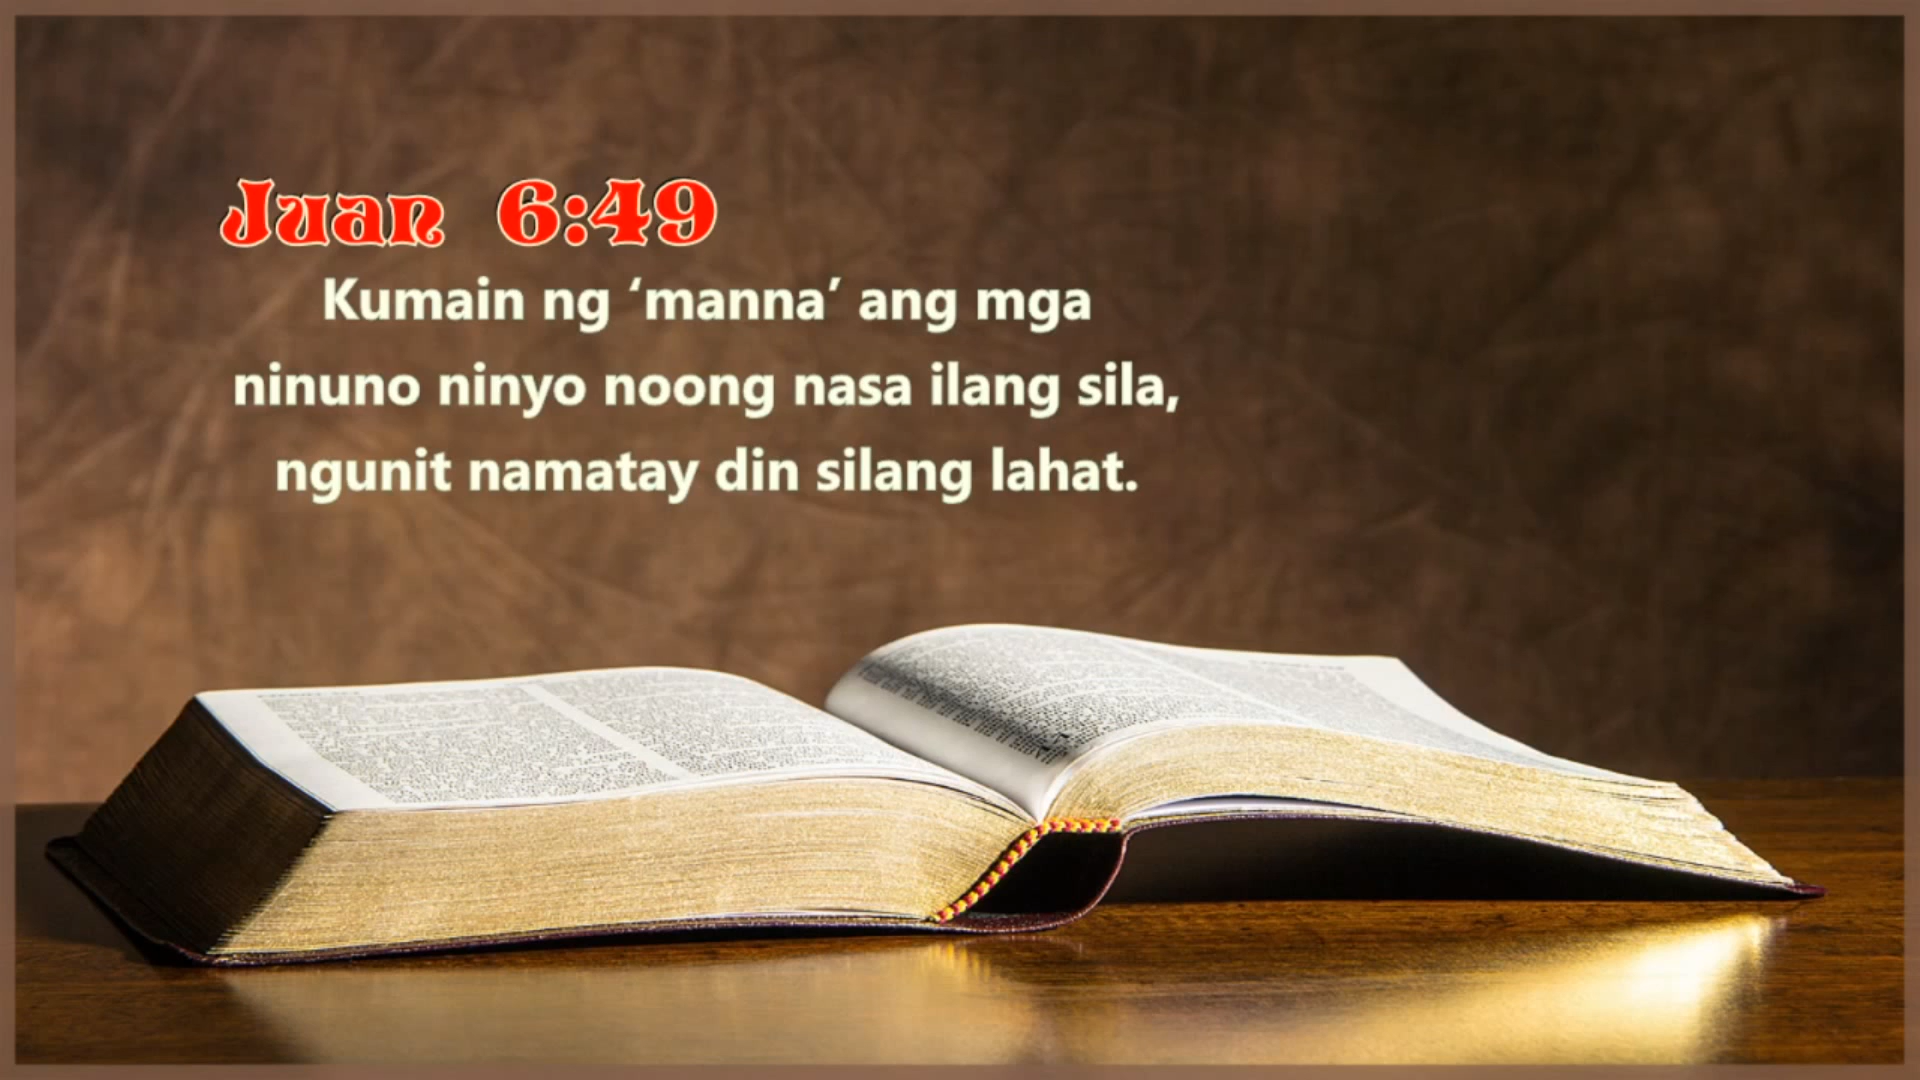 Juan 6:49
Kumain ng ‘manna’ ang mga
ninuno ninyo noong nasa ilang sila,
ngunit namatay din silang lahat.